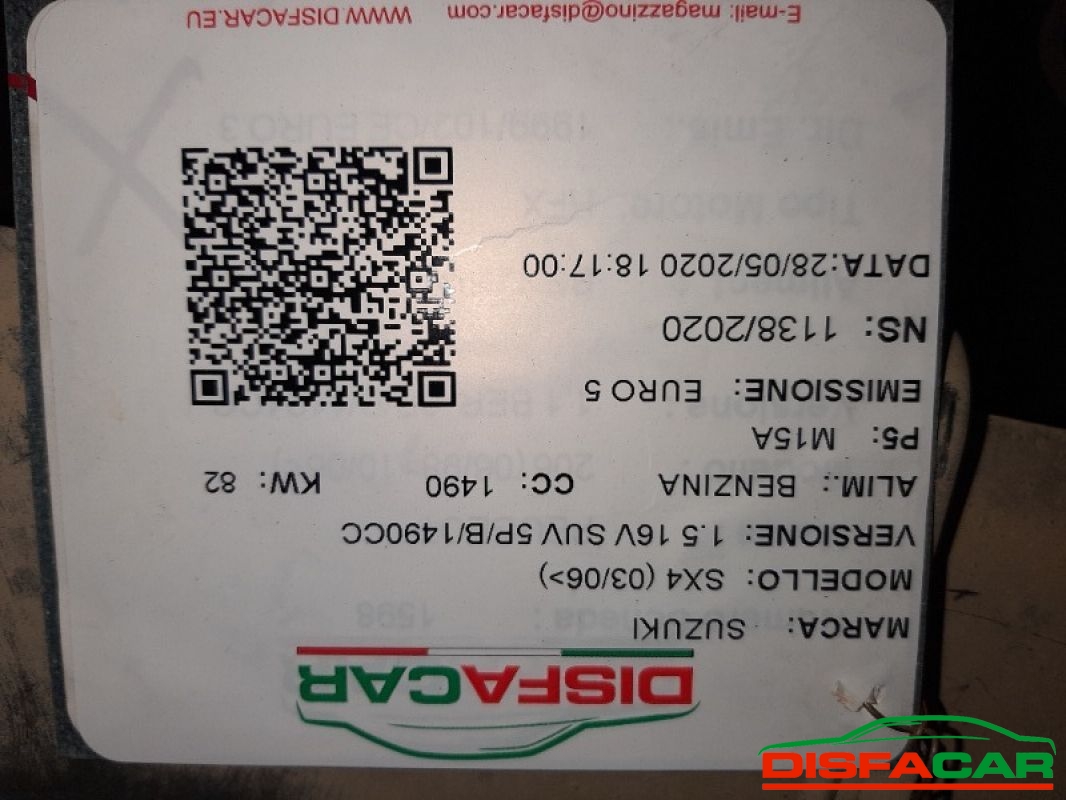 DISFACAR
MARCA: SUZUKI
MODELLO: SX4 (03/06>)
VERSIONE: 1.5 16V SUV 5P/B/1490CC
ALIM.: BENZINA CC: 1490 KW: 82
P5: M15A
EMISSIONE: EURO 5
NS: 1138/2020
DATA:28/05/2020 18:17:00
E-mail: magazzino@disfacar.com WWW.DISFACAR.EU
DISFACAR